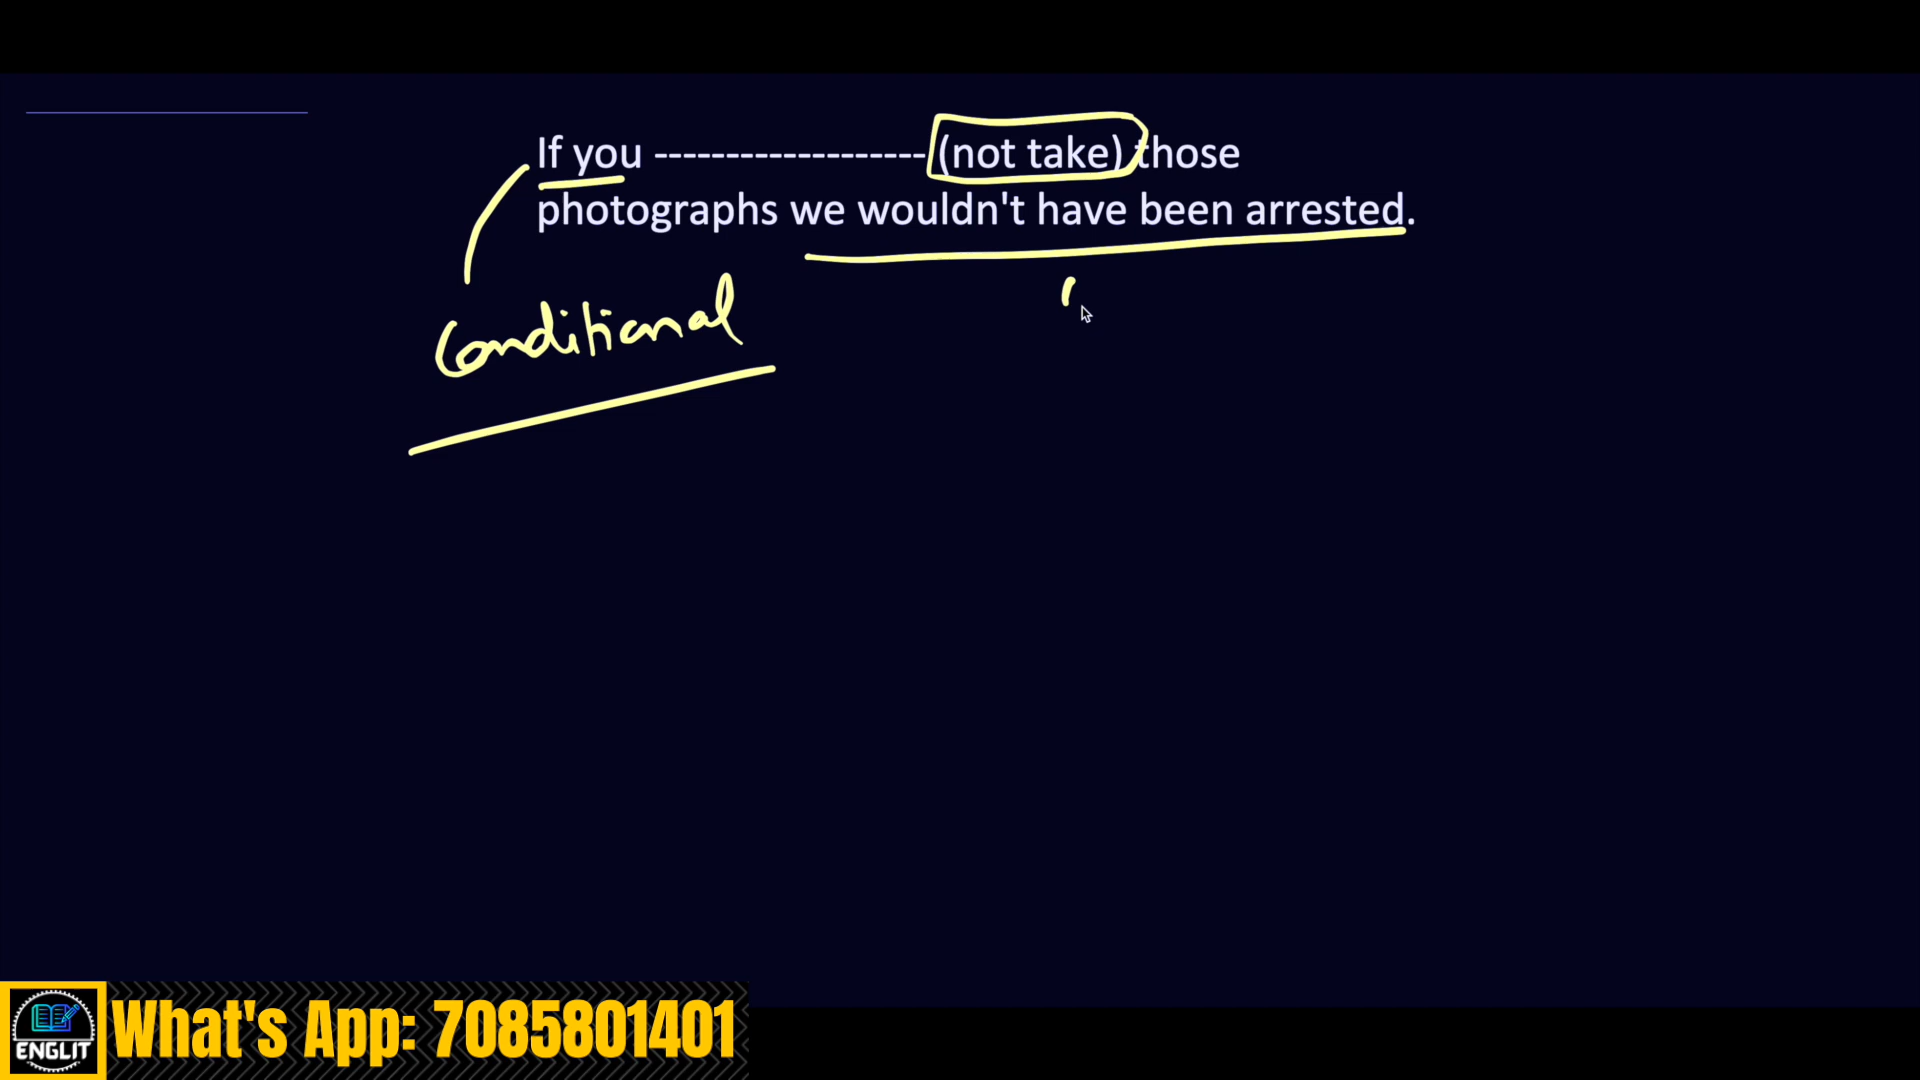 If you ------------------- (not take) those
photographs we wouldn't have been arrested.
Conditional
What's App: 7085801401
ENGLIT